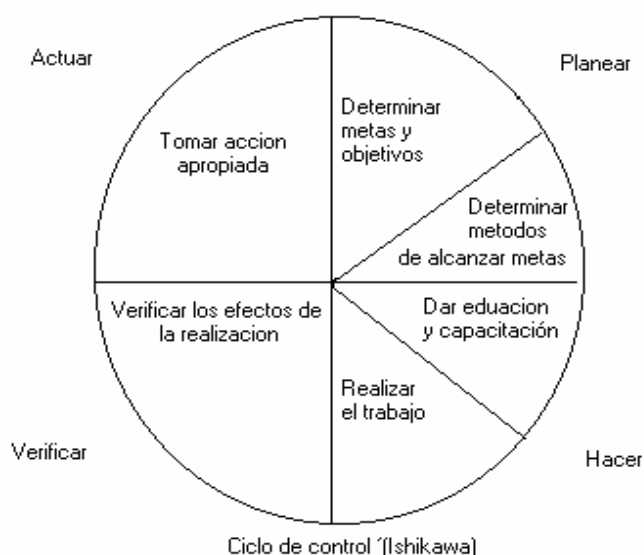 Actuar
Planear
Determinar
metas y
objetivos
Tomar accion
apropiada
Determinar
metodos
de alcanzar metas
Verificar los efectos de
la realizacion
Dar eduacion
y capacitación
Realizar
el trabajo
Verificar
Hacer
Ciclo de control ´(Ishikawa)